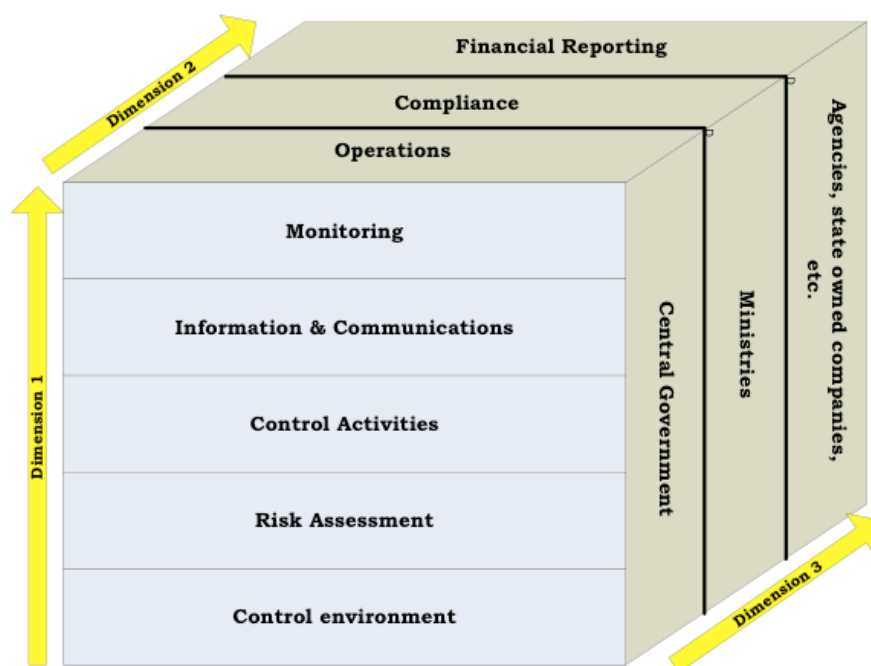 Financial Reporting
Dimension 2
Compliance
Operations
Monitoring
Information & Communications
Control Activities
Risk Assessment
Control environment
Dimension 1
Central Government
Ministries
Agencies, state owned companies,
etc.
Dimension 3